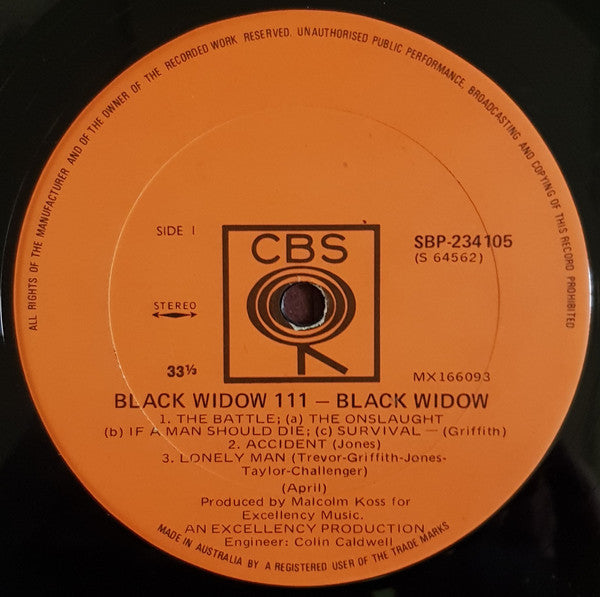 ALL RIGHTS OF THE MANUFACTURER AND OF THE OWNER OF THE RECORDED WORK RESERVED. UNAUTHORISED PUBLIC PERFORMANCE, BROADCASTING AND COPYING OF THIS RECORD PROHIBITED
SIDE I
CBS
SBP-234105
(S 64562)
STEREO
33⅓
MX166093
BLACK WIDOW 111 – BLACK WIDOW
1. THE BATTLE; (a) THE ONSLAUGHT
(b) IF A MAN SHOULD DIE; (c) SURVIVAL – (Griffith)
2. ACCIDENT (Jones)
3. LONELY MAN (Trevor-Griffith-Jones-
Taylor-Challenger)
(April)
Produced by Malcolm Koss for
Excellency Music.
AN EXCELLENCY PRODUCTION
Engineer: Colin Caldwell
MADE IN AUSTRALIA BY A REGISTERED USER OF THE TRADE MARKS